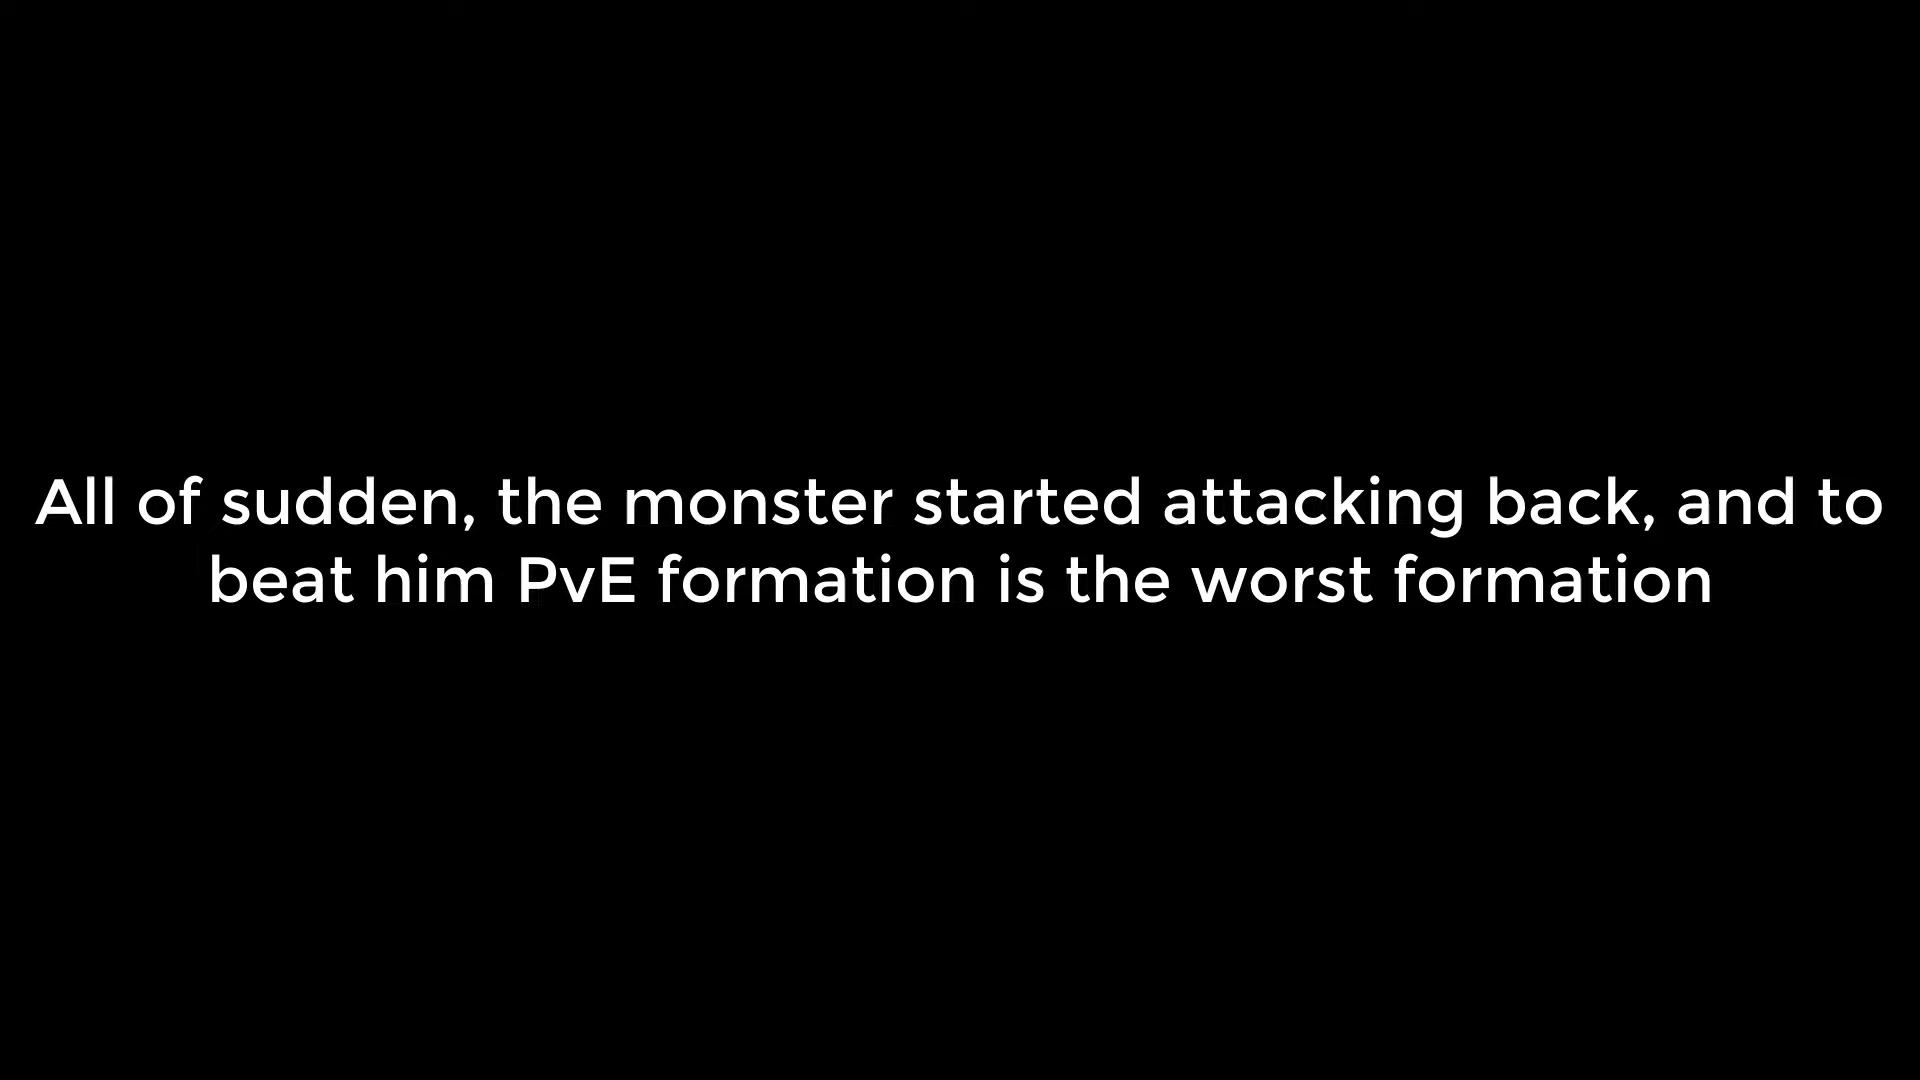 All of sudden, the monster started attacking back, and to
beat him PvE formation is the worst formation